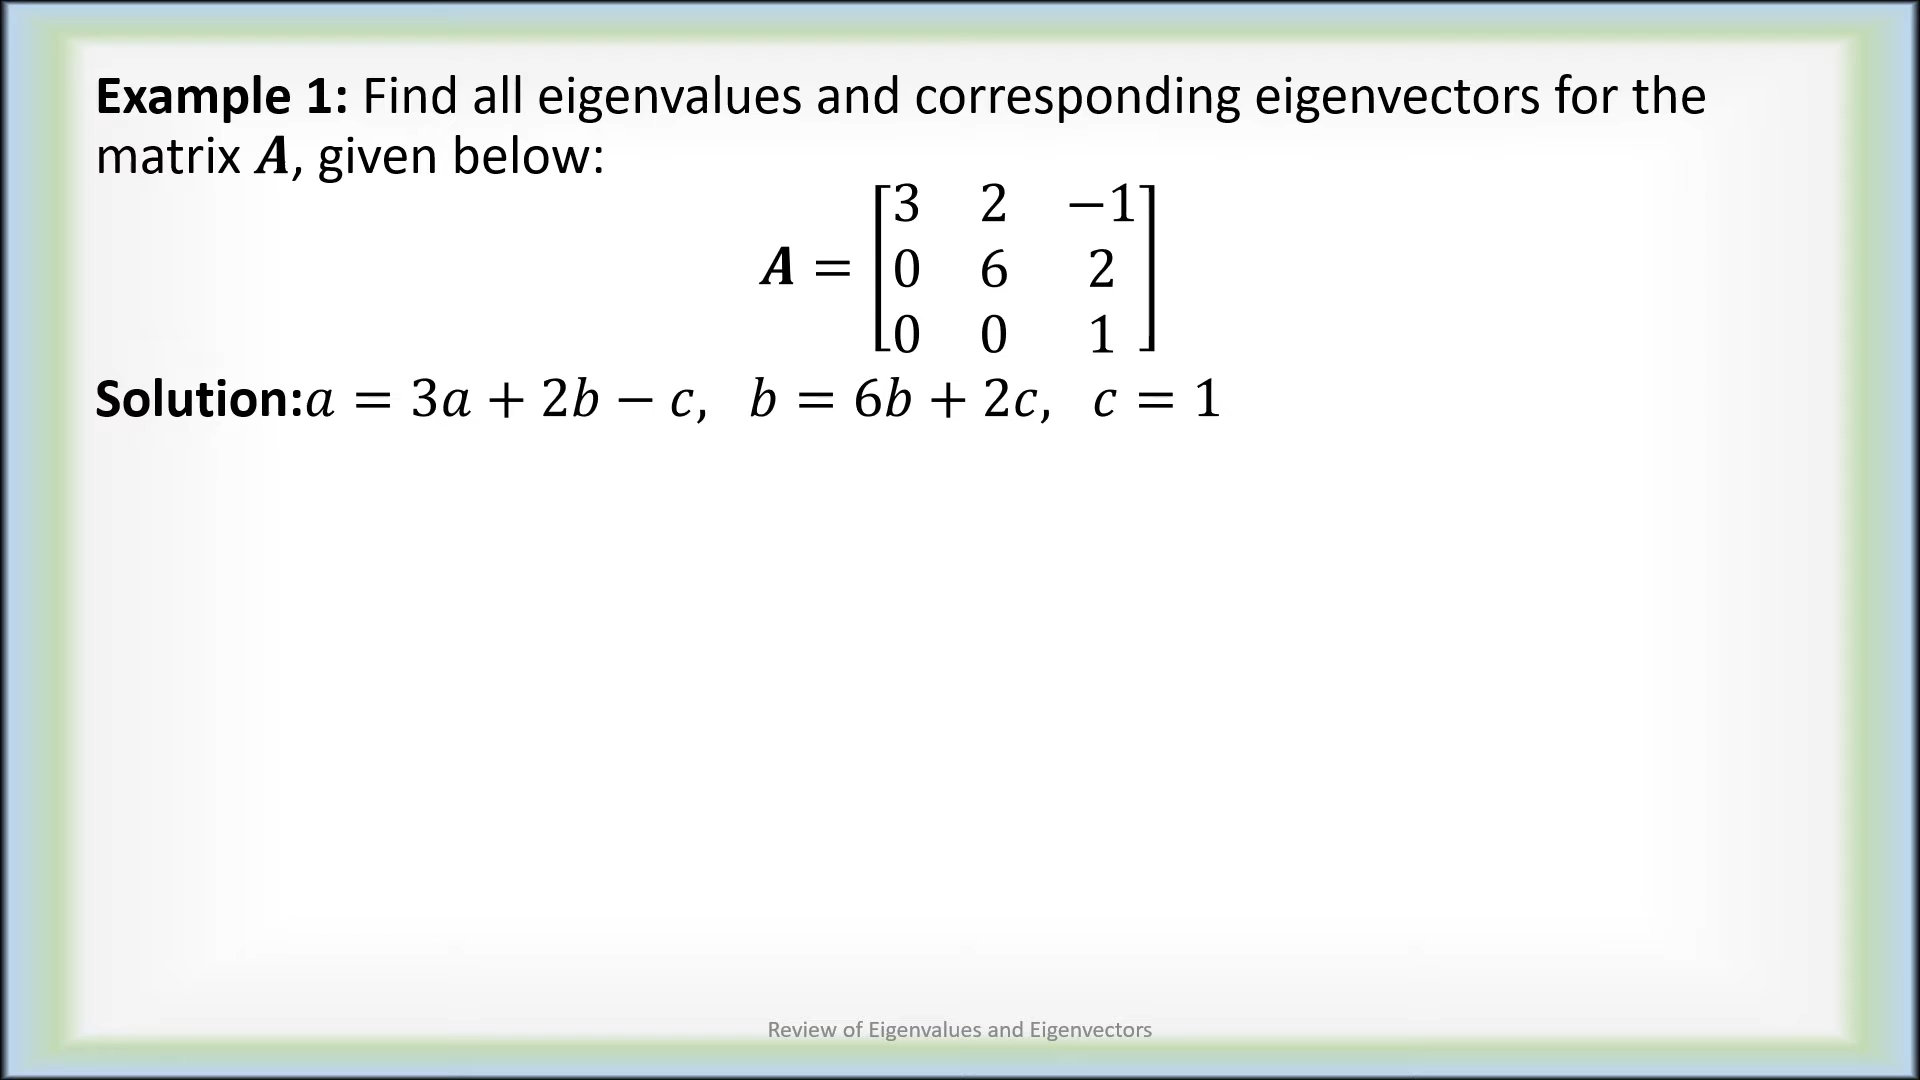 Example 1: Find all eigenvalues and corresponding eigenvectors for the
matrix A, given below:
3 2 −1
A = 0 6 2
0 0 1
Solution:a = 3a + 2b − c, b = 6b + 2c, c = 1
Review of Eigenvalues and Eigenvectors